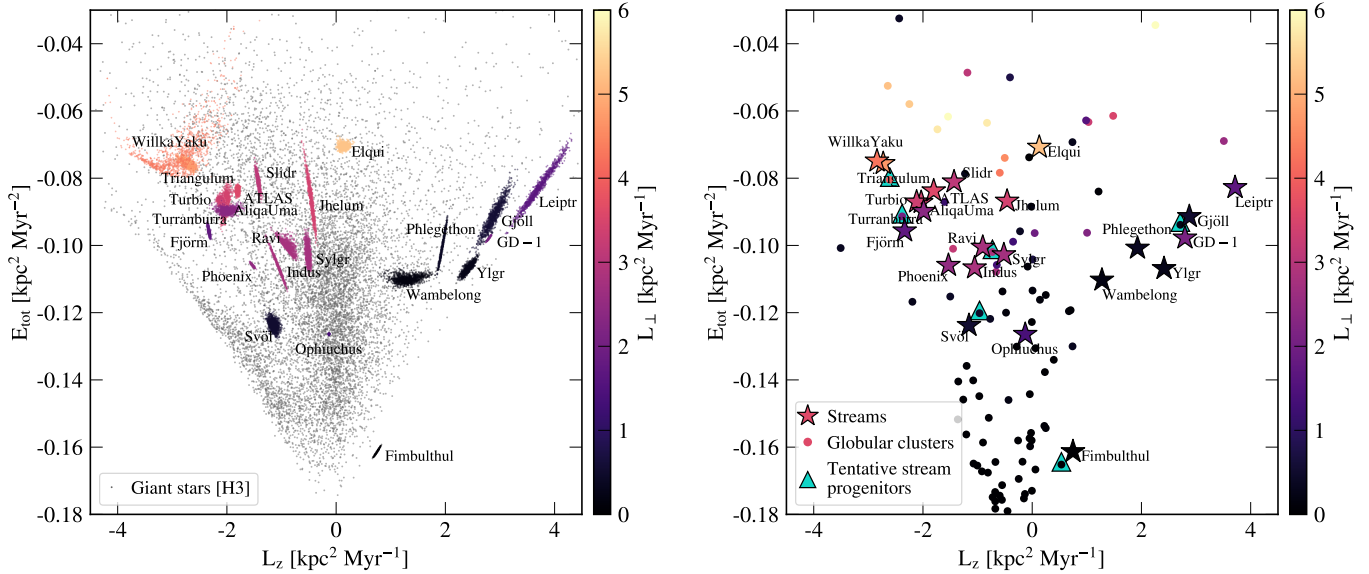 -0.04
-0.06
-0.08
-0.10
-0.12
-0.14
-0.16
-0.18
E_tot [kpc² Myr⁻²]
-4
-2
0
2
4
L_z [kpc² Myr⁻¹]
WillkaYaku
Elqui
Triangulum
Slidr
Turbio
ATLAS
Leiptr
Turranburra
AliqaUma
Jhelum
Gjöll
Fjörm
Ravi
Phlegethon
GD − 1
Sylgr
Phoenix
Indus
Ylgr
Wambelong
Svöl
Ophiuchus
Fimbulthul
Giant stars [H3]
6
5
4
3
2
1
0
L_⊥ [kpc² Myr⁻¹]
-0.04
-0.06
-0.08
-0.10
-0.12
-0.14
-0.16
-0.18
E_tot [kpc² Myr⁻²]
-4
-2
0
2
4
L_z [kpc² Myr⁻¹]
WillkaYaku
Elqui
Triangulum
Slidr
Turbio
ATLAS
Jhelum
Leiptr
Turranburra
AliqaUma
Gjöll
Fjörm
Ravi
Phlegethon
GD − 1
Sylgr
Phoenix
Indus
Ylgr
Wambelong
Svöl
Ophiuchus
Fimbulthul
Streams
Globular clusters
Tentative stream
progenitors
6
5
4
3
2
1
0
L_⊥ [kpc² Myr⁻¹]